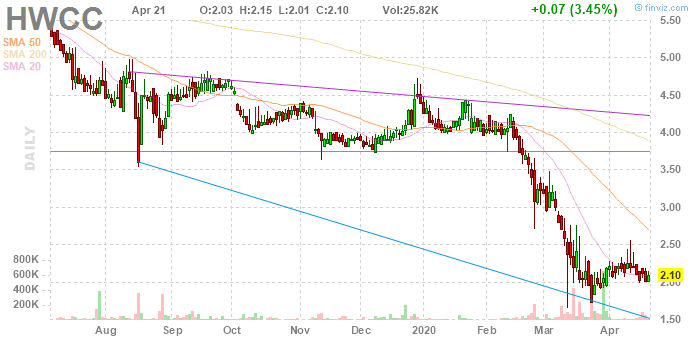 HWCC Apr 21 O:2.03 H:2.15 L:2.01 C:2.10 Vol:25.82K +0.07 (3.45%) © finviz.com
SMA 50
SMA 200
SMA 20
DAILY
5.50
5.00
4.50
4.00
3.50
3.00
2.50
2.10
2.00
1.50
800K
600K
400K
200K
Aug Sep Oct Nov Dec 2020 Feb Mar Apr